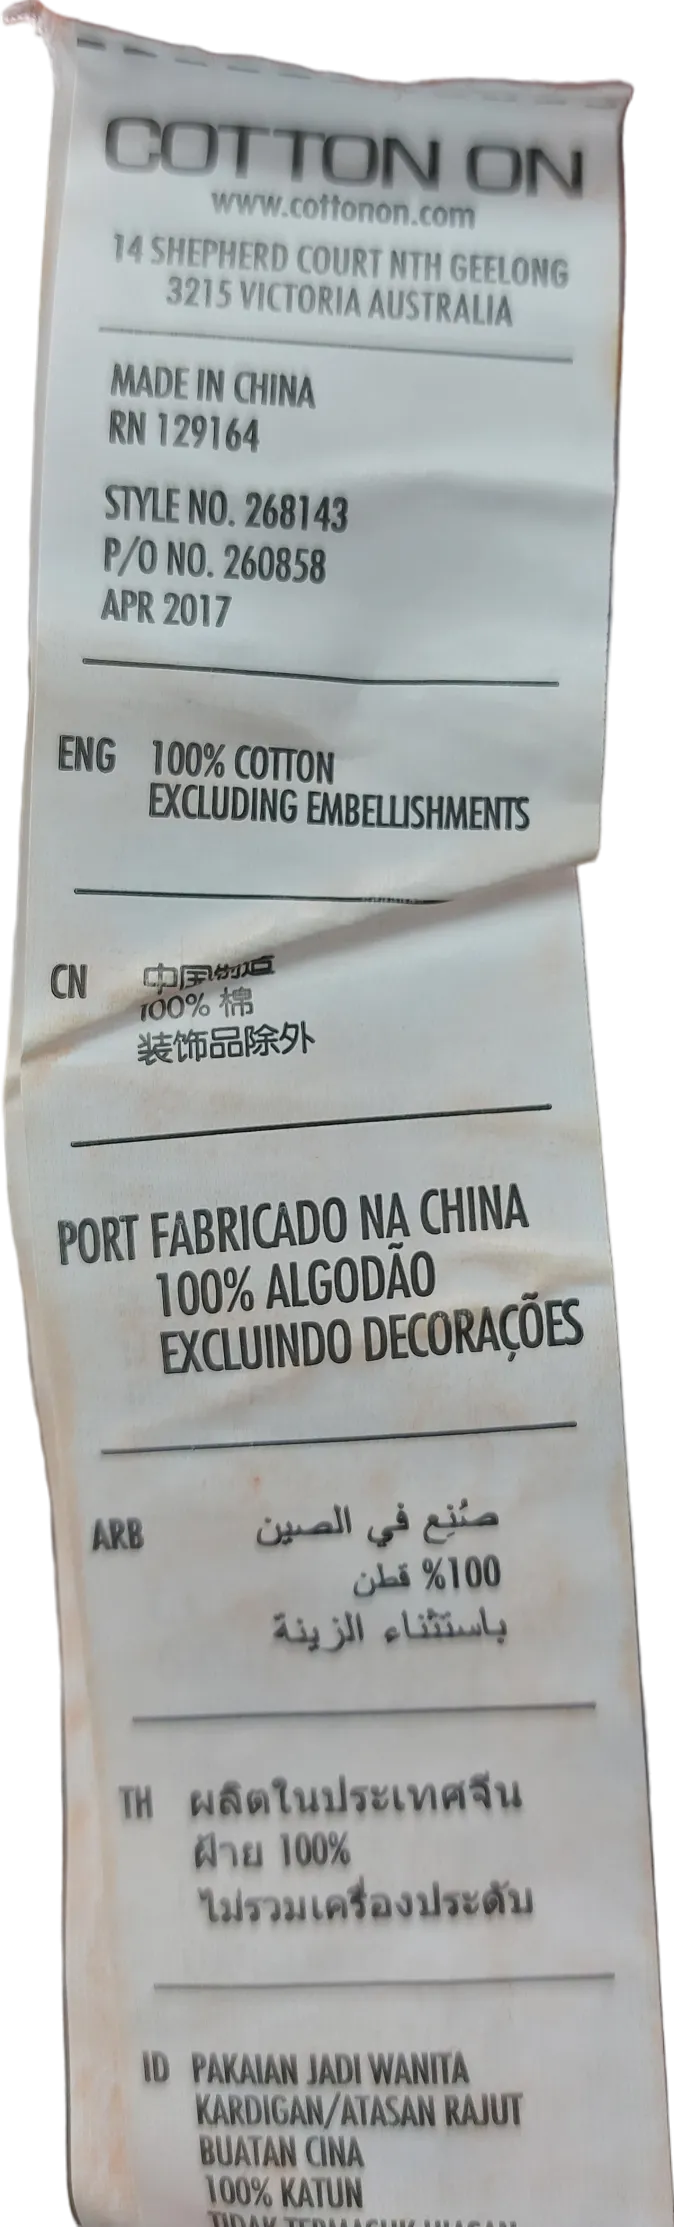 COTTON ON
www.cottonon.com
14 SHEPHERD COURT NTH GEELONG
3215 VICTORIA AUSTRALIA
MADE IN CHINA
RN 129164
STYLE NO. 268143
P/O NO. 260858
APR 2017
ENG 100% COTTON
EXCLUDING EMBELLISHMENTS
CN 中国制造
100% 棉
装饰品除外
PORT FABRICADO NA CHINA
100% ALGODÃO
EXCLUINDO DECORAÇÕES
ARB صُنِع في الصين
100% قطن
باستثناء الزينة
TH ผลิตในประเทศจีน
ฝ้าย 100%
ไม่รวมเครื่องประดับ
ID PAKAIAN JADI WANITA
KARDIGAN/ATASAN RAJUT
BUATAN CINA
100% KATUN
TIDAK TERMASUK HIASAN